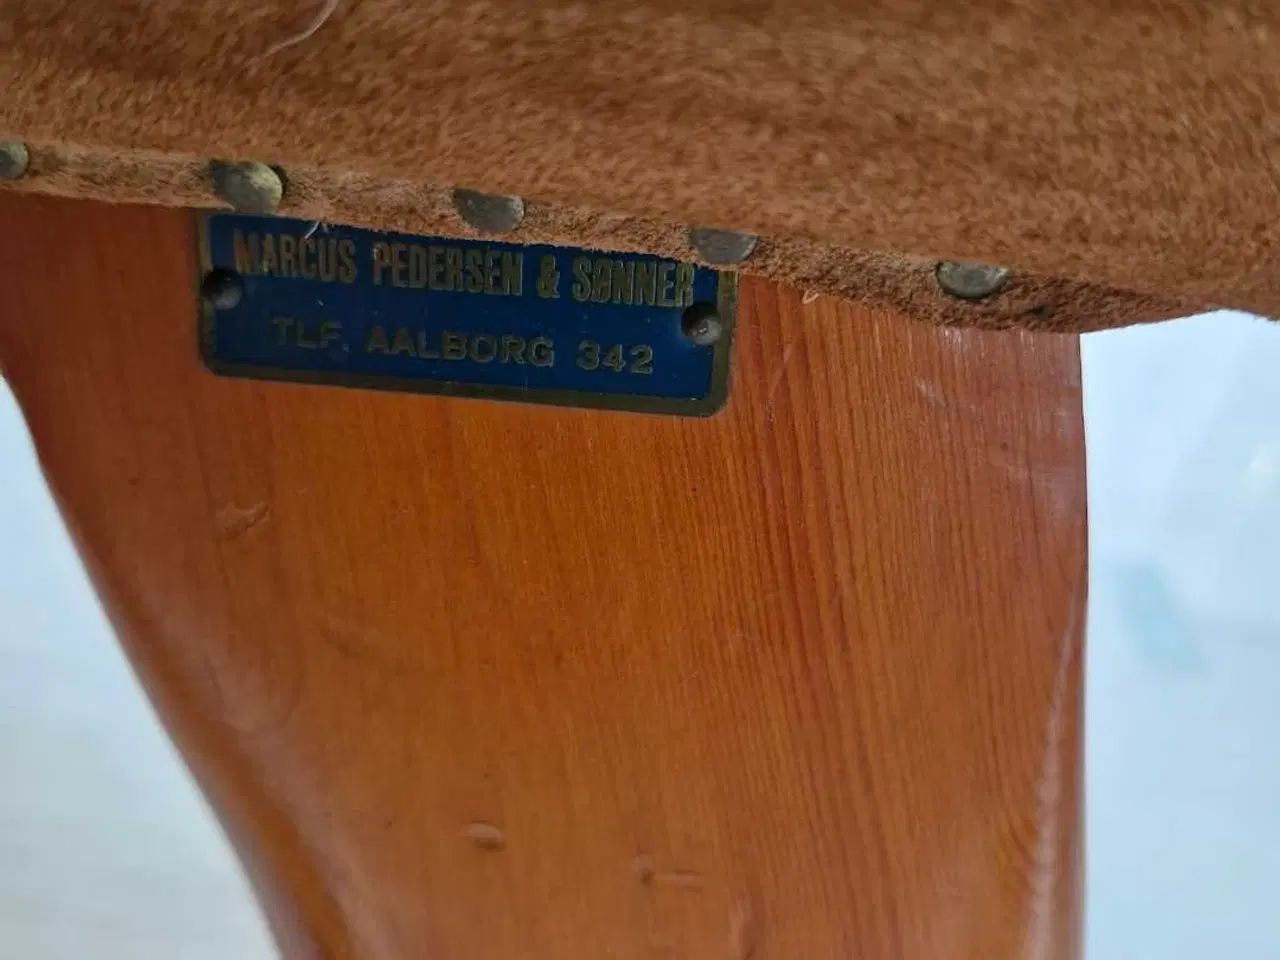 MARCUS PEDERSEN & SØNNER
TLF. AALBORG 342